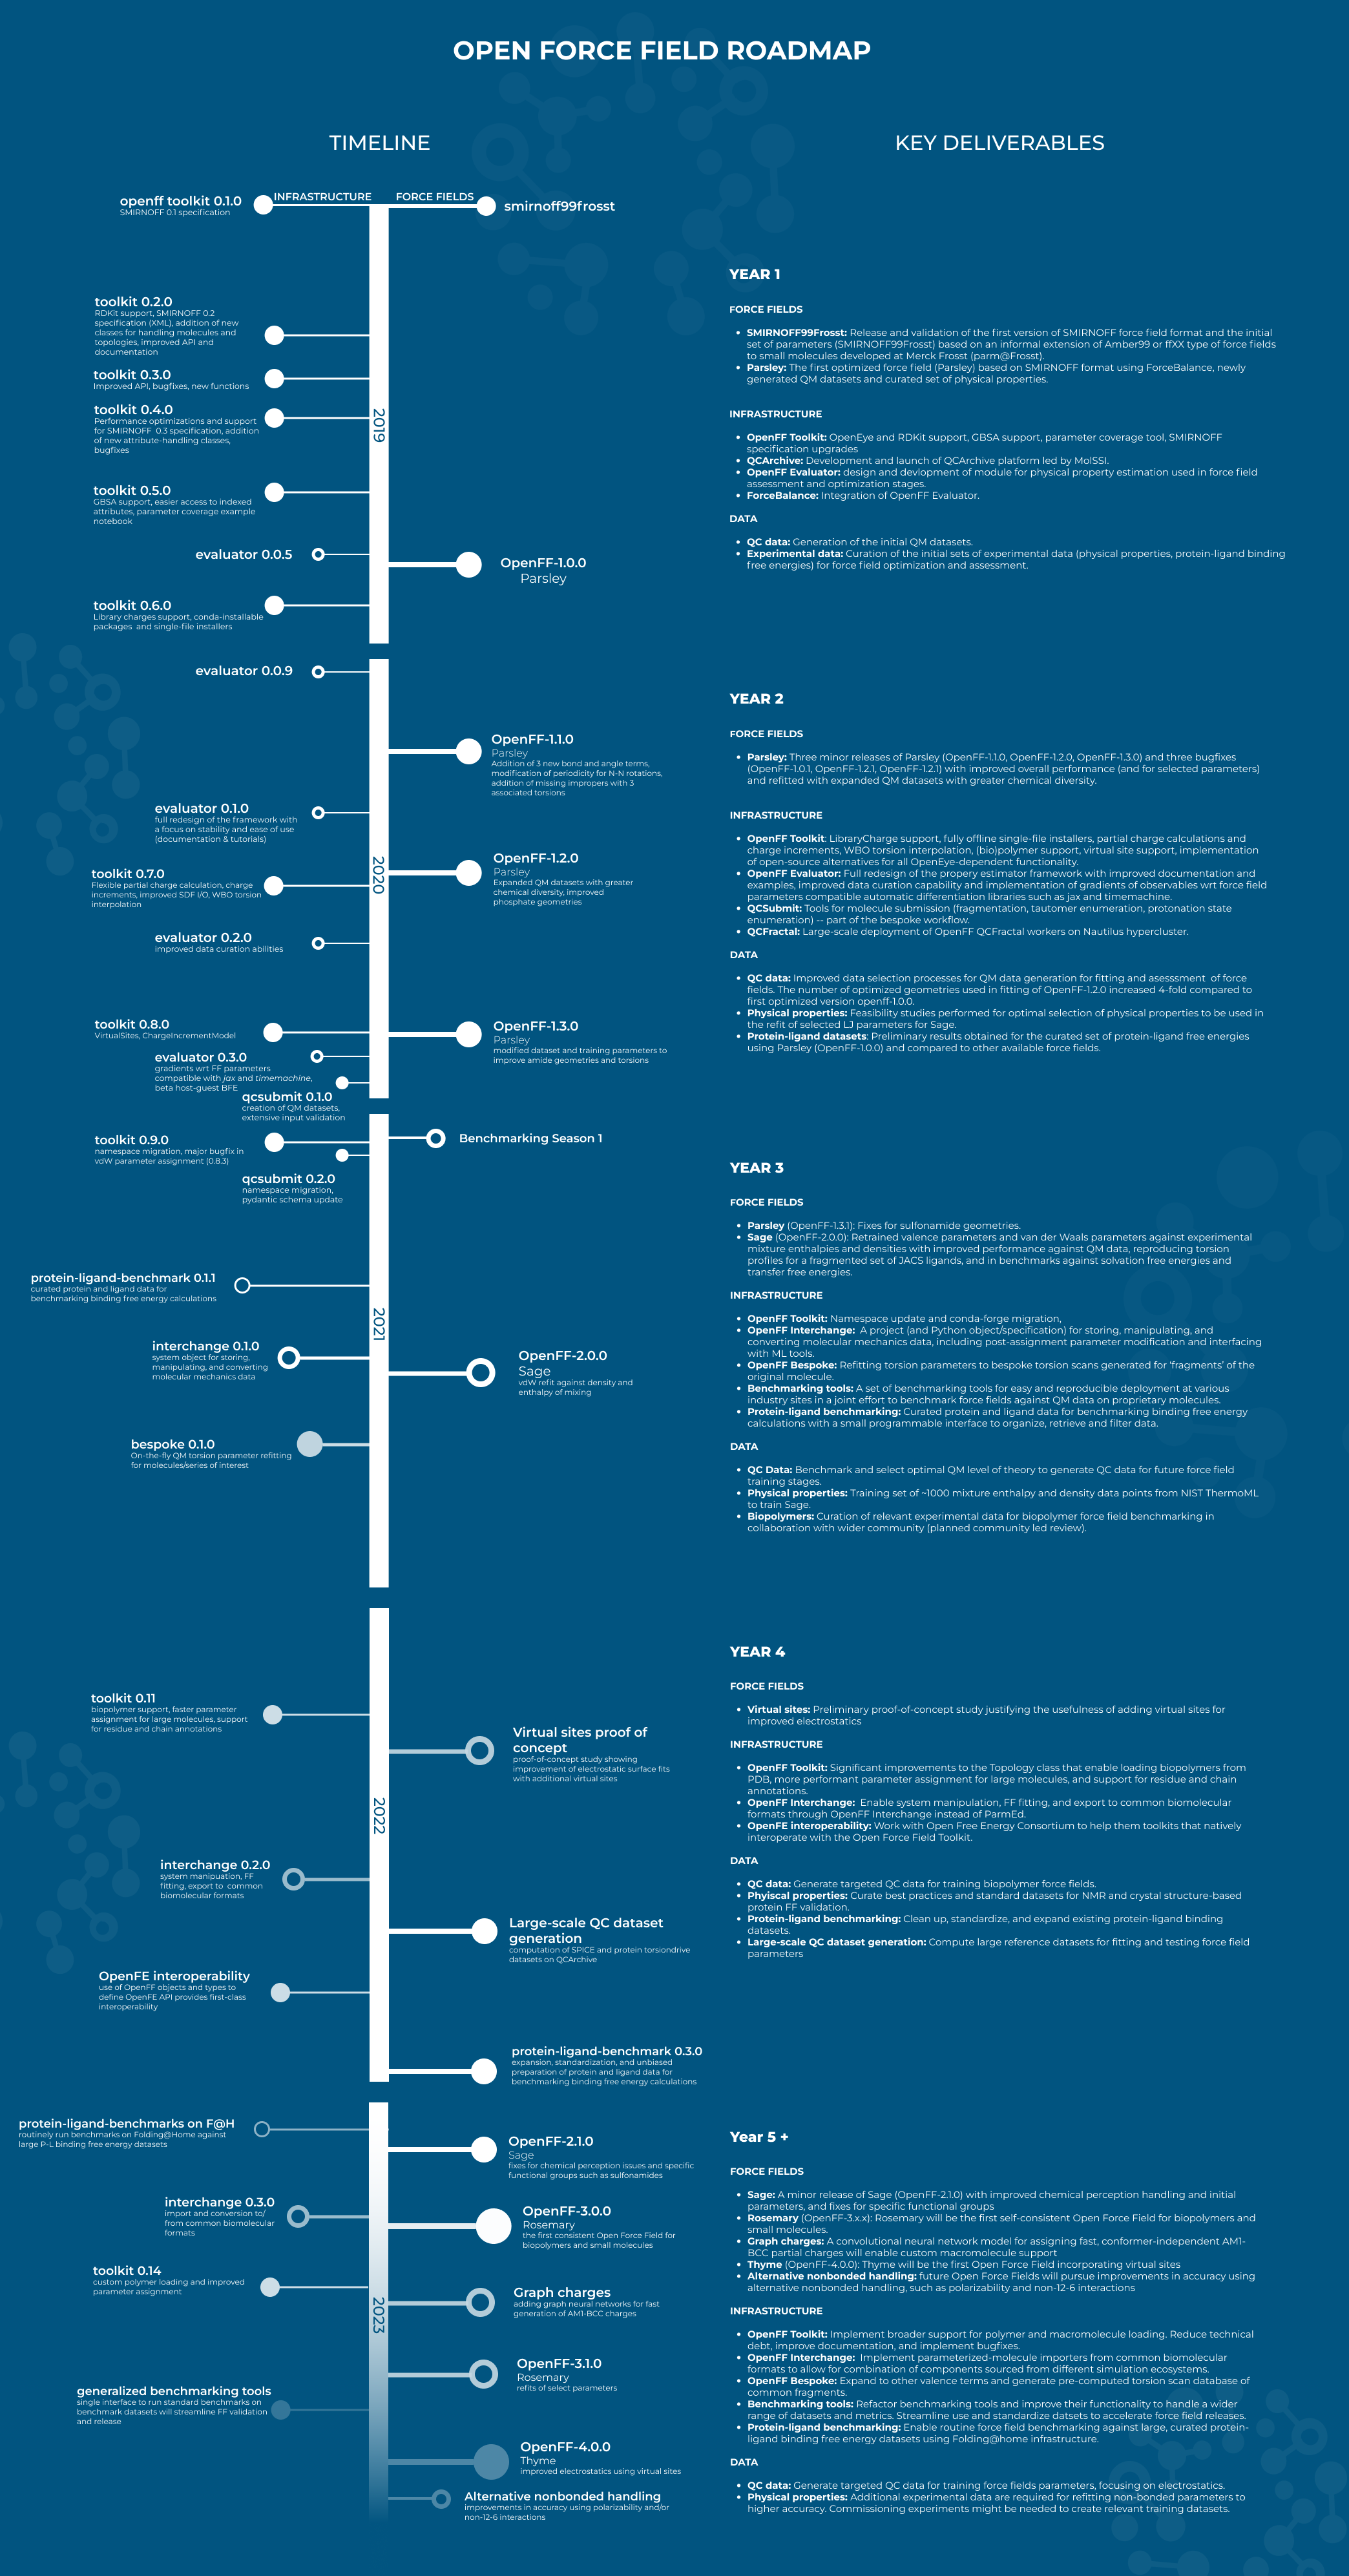 OPEN FORCE FIELD ROADMAP
TIMELINE
INFRASTRUCTURE
FORCE FIELDS
openff toolkit 0.1.0
SMIRNOFF 0.1 specification
smirnoff99frosst
toolkit 0.2.0
RDKit support, SMIRNOFF 0.2
specification (XML), addition of new
classes for handling molecules and
topologies, improved API and
documentation
toolkit 0.3.0
Improved API, bugfixes, new functions
toolkit 0.4.0
Performance optimizations and support
for SMIRNOFF 0.3 specification, addition
of new attribute-handling classes,
bugfixes
2019
toolkit 0.5.0
GBSA support, easier access to indexed
attributes, parameter coverage example
notebook
evaluator 0.0.5
OpenFF-1.0.0
Parsley
toolkit 0.6.0
Library charges support, conda-installable
packages and single-file installers
evaluator 0.0.9
OpenFF-1.1.0
Parsley
Addition of 3 new bond and angle terms,
modification of periodicity for N-N rotations,
addition of missing impropers with 3
associated torsions
evaluator 0.1.0
full redesign of the framework with
a focus on stability and ease of use
(documentation & tutorials)
2020
OpenFF-1.2.0
Parsley
Expanded QM datasets with greater
chemical diversity, improved
phosphate geometries
toolkit 0.7.0
Flexible partial charge calculation, charge
increments, improved SDF I/O, WBO torsion
interpolation
evaluator 0.2.0
improved data curation abilities
toolkit 0.8.0
VirtualSites, ChargeIncrementModel
OpenFF-1.3.0
Parsley
modified dataset and training parameters to
improve amide geometries and torsions
evaluator 0.3.0
gradients wrt FF parameters
compatible with jax and timemachine,
beta host-guest BFE
qcsubmit 0.1.0
creation of QM datasets,
extensive input validation
toolkit 0.9.0
namespace migration, major bugfix in
vdW parameter assignment (0.8.3)
Benchmarking Season 1
qcsubmit 0.2.0
namespace migration,
pydantic schema update
protein-ligand-benchmark 0.1.1
curated protein and ligand data for
benchmarking binding free energy calculations
2021
interchange 0.1.0
system object for storing,
manipulating, and converting
molecular mechanics data
OpenFF-2.0.0
Sage
vdW refit against density and
enthalpy of mixing
bespoke 0.1.0
On-the-fly QM torsion parameter refitting
for molecules/series of interest
toolkit 0.11
biopolymer support, faster parameter
assignment for large molecules, support
for residue and chain annotations
Virtual sites proof of
concept
proof-of-concept study showing
improvement of electrostatic surface fits
with additional virtual sites
2022
interchange 0.2.0
system manipuation, FF
fitting, export to common
biomolecular formats
Large-scale QC dataset
generation
computation of SPICE and protein torsiondrive
datasets on QCArchive
OpenFE interoperability
use of OpenFF objects and types to
define OpenFE API provides first-class
interoperability
protein-ligand-benchmark 0.3.0
expansion, standardization, and unbiased
preparation of protein and ligand data for
benchmarking binding free energy calculations
protein-ligand-benchmarks on F@H
routinely run benchmarks on Folding@Home against
large P-L binding free energy datasets
OpenFF-2.1.0
Sage
fixes for chemical perception issues and specific
functional groups such as sulfonamides
interchange 0.3.0
import and conversion to/
from common biomolecular
formats
OpenFF-3.0.0
Rosemary
the first consistent Open Force Field for
biopolymers and small molecules
toolkit 0.14
custom polymer loading and improved
parameter assignment
Graph charges
adding graph neural networks for fast
generation of AM1-BCC charges
2023
OpenFF-3.1.0
Rosemary
refits of select parameters
generalized benchmarking tools
single interface to run standard benchmarks on
benchmark datasets will streamline FF validation
and release
OpenFF-4.0.0
Thyme
improved electrostatics using virtual sites
Alternative nonbonded handling
improvements in accuracy using polarizability and/or
non-12-6 interactions
KEY DELIVERABLES
YEAR 1
FORCE FIELDS
• SMIRNOFF99Frosst: Release and validation of the first version of SMIRNOFF force field format and the initial
set of parameters (SMIRNOFF99Frosst) based on an informal extension of Amber99 or ffXX type of force fields
to small molecules developed at Merck Frosst (parm@Frosst).
• Parsley: The first optimized force field (Parsley) based on SMIRNOFF format using ForceBalance, newly
generated QM datasets and curated set of physical properties.
INFRASTRUCTURE
• OpenFF Toolkit: OpenEye and RDKit support, GBSA support, parameter coverage tool, SMIRNOFF
specification upgrades
• QCArchive: Development and launch of QCArchive platform led by MolSSI.
• OpenFF Evaluator: design and devlopment of module for physical property estimation used in force field
assessment and optimization stages.
• ForceBalance: Integration of OpenFF Evaluator.
DATA
• QC data: Generation of the initial QM datasets.
• Experimental data: Curation of the initial sets of experimental data (physical properties, protein-ligand binding
free energies) for force field optimization and assessment.
YEAR 2
FORCE FIELDS
• Parsley: Three minor releases of Parsley (OpenFF-1.1.0, OpenFF-1.2.0, OpenFF-1.3.0) and three bugfixes
(OpenFF-1.0.1, OpenFF-1.2.1, OpenFF-1.2.1) with improved overall performance (and for selected parameters)
and refitted with expanded QM datasets with greater chemical diversity.
INFRASTRUCTURE
• OpenFF Toolkit: LibraryCharge support, fully offline single-file installers, partial charge calculations and
charge increments, WBO torsion interpolation, (bio)polymer support, virtual site support, implementation
of open-source alternatives for all OpenEye-dependent functionality.
• OpenFF Evaluator: Full redesign of the propery estimator framework with improved documentation and
examples, improved data curation capability and implementation of gradients of observables wrt force field
parameters compatible automatic differentiation libraries such as jax and timemachine.
• QCSubmit: Tools for molecule submission (fragmentation, tautomer enumeration, protonation state
enumeration) -- part of the bespoke workflow.
• QCFractal: Large-scale deployment of OpenFF QCFractal workers on Nautilus hypercluster.
DATA
• QC data: Improved data selection processes for QM data generation for fitting and asesssment of force
fields. The number of optimized geometries used in fitting of OpenFF-1.2.0 increased 4-fold compared to
first optimized version openff-1.0.0.
• Physical properties: Feasibility studies performed for optimal selection of physical properties to be used in
the refit of selected LJ parameters for Sage.
• Protein-ligand datasets: Preliminary results obtained for the curated set of protein-ligand free energies
using Parsley (OpenFF-1.0.0) and compared to other available force fields.
YEAR 3
FORCE FIELDS
• Parsley (OpenFF-1.3.1): Fixes for sulfonamide geometries.
• Sage (OpenFF-2.0.0): Retrained valence parameters and van der Waals parameters against experimental
mixture enthalpies and densities with improved performance against QM data, reproducing torsion
profiles for a fragmented set of JACS ligands, and in benchmarks against solvation free energies and
transfer free energies.
INFRASTRUCTURE
• OpenFF Toolkit: Namespace update and conda-forge migration,
• OpenFF Interchange: A project (and Python object/specification) for storing, manipulating, and
converting molecular mechanics data, including post-assignment parameter modification and interfacing
with ML tools.
• OpenFF Bespoke: Refitting torsion parameters to bespoke torsion scans generated for 'fragments' of the
original molecule.
• Benchmarking tools: A set of benchmarking tools for easy and reproducible deployment at various
industry sites in a joint effort to benchmark force fields against QM data on proprietary molecules.
• Protein-ligand benchmarking: Curated protein and ligand data for benchmarking binding free energy
calculations with a small programmable interface to organize, retrieve and filter data.
DATA
• QC Data: Benchmark and select optimal QM level of theory to generate QC data for future force field
training stages.
• Physical properties: Training set of ~1000 mixture enthalpy and density data points from NIST ThermoML
to train Sage.
• Biopolymers: Curation of relevant experimental data for biopolymer force field benchmarking in
collaboration with wider community (planned community led review).
YEAR 4
FORCE FIELDS
• Virtual sites: Preliminary proof-of-concept study justifying the usefulness of adding virtual sites for
improved electrostatics
INFRASTRUCTURE
• OpenFF Toolkit: Significant improvements to the Topology class that enable loading biopolymers from
PDB, more performant parameter assignment for large molecules, and support for residue and chain
annotations.
• OpenFF Interchange: Enable system manipulation, FF fitting, and export to common biomolecular
formats through OpenFF Interchange instead of ParmEd.
• OpenFE interoperability: Work with Open Free Energy Consortium to help them toolkits that natively
interoperate with the Open Force Field Toolkit.
DATA
• QC data: Generate targeted QC data for training biopolymer force fields.
• Phyiscal properties: Curate best practices and standard datasets for NMR and crystal structure-based
protein FF validation.
• Protein-ligand benchmarking: Clean up, standardize, and expand existing protein-ligand binding
datasets.
• Large-scale QC dataset generation: Compute large reference datasets for fitting and testing force field
parameters
Year 5 +
FORCE FIELDS
• Sage: A minor release of Sage (OpenFF-2.1.0) with improved chemical perception handling and initial
parameters, and fixes for specific functional groups
• Rosemary (OpenFF-3.x.x): Rosemary will be the first self-consistent Open Force Field for biopolymers and
small molecules.
• Graph charges: A convolutional neural network model for assigning fast, conformer-independent AM1-
BCC partial charges will enable custom macromolecule support
• Thyme (OpenFF-4.0.0): Thyme will be the first Open Force Field incorporating virtual sites
• Alternative nonbonded handling: future Open Force Fields will pursue improvements in accuracy using
alternative nonbonded handling, such as polarizability and non-12-6 interactions
INFRASTRUCTURE
• OpenFF Toolkit: Implement broader support for polymer and macromolecule loading. Reduce technical
debt, improve documentation, and implement bugfixes.
• OpenFF Interchange: Implement parameterized-molecule importers from common biomolecular
formats to allow for combination of components sourced from different simulation ecosystems.
• OpenFF Bespoke: Expand to other valence terms and generate pre-computed torsion scan database of
common fragments.
• Benchmarking tools: Refactor benchmarking tools and improve their functionality to handle a wider
range of datasets and metrics. Streamline use and standardize datsets to accelerate force field releases.
• Protein-ligand benchmarking: Enable routine force field benchmarking against large, curated protein-
ligand binding free energy datasets using Folding@home infrastructure.
DATA
• QC data: Generate targeted QC data for training force fields parameters, focusing on electrostatics.
• Physical properties: Additional experimental data are required for refitting non-bonded parameters to
higher accuracy. Commissioning experiments might be needed to create relevant training datasets.